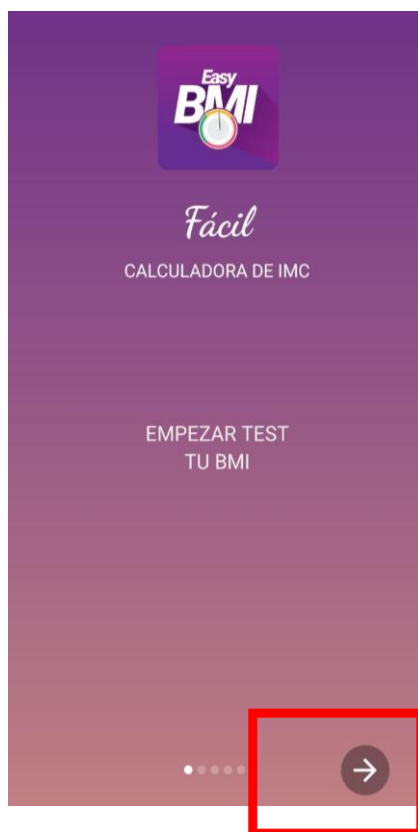 Easy
BMI
Fácil
CALCULADORA DE IMC
EMPEZAR TEST
TU BMI